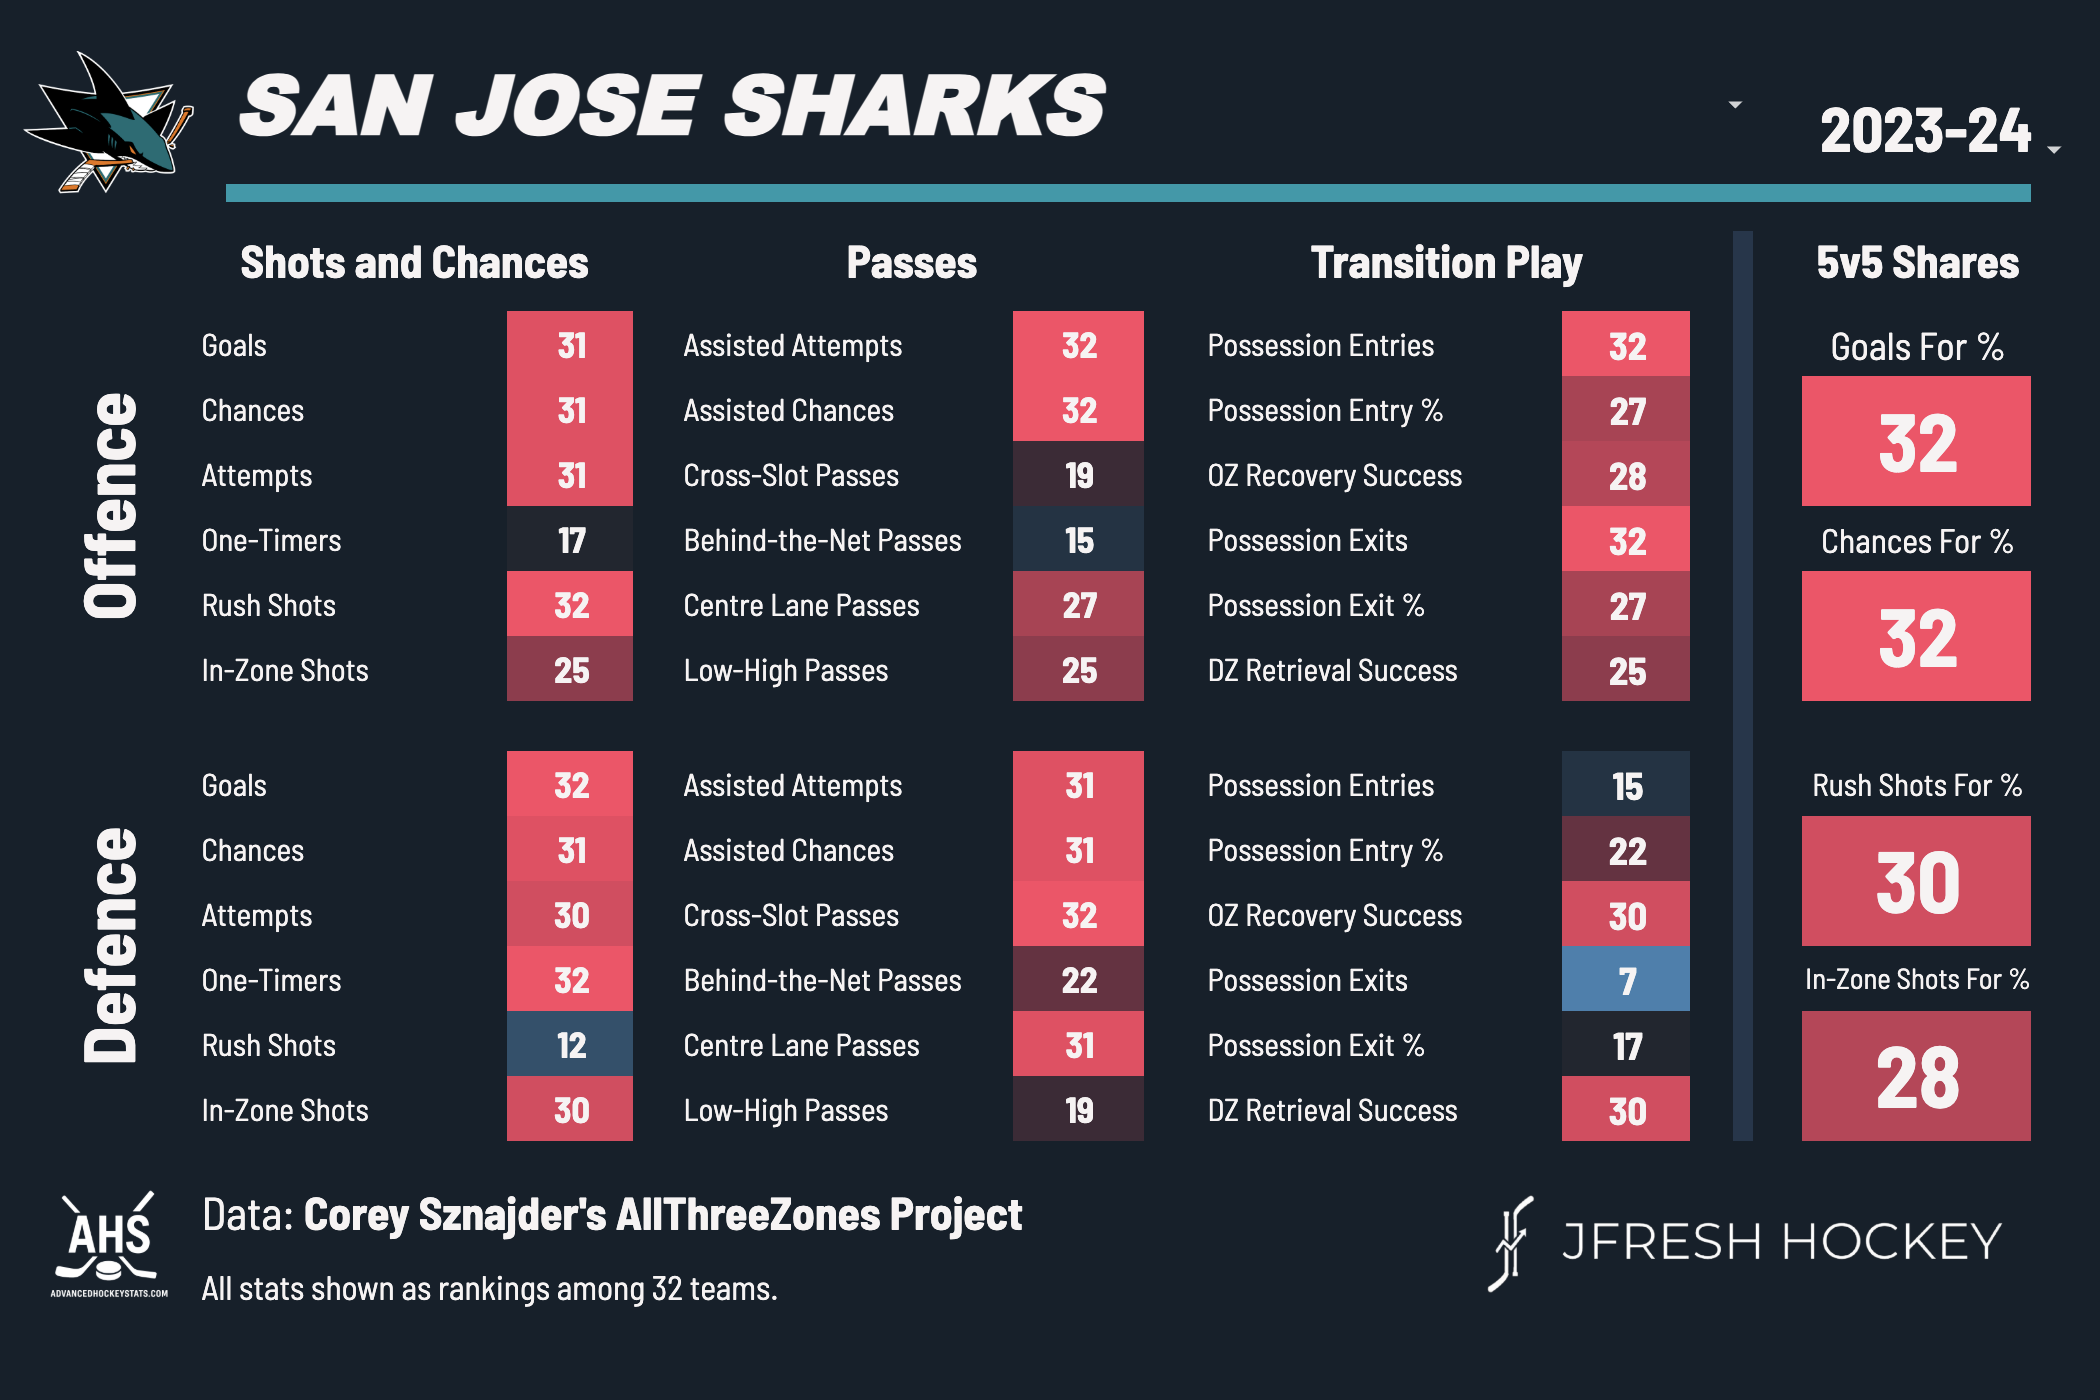 SAN JOSE SHARKS
2023-24
Shots and Chances
Passes
Transition Play
5v5 Shares
Offence
Goals 31
Chances 31
Attempts 31
One-Timers 17
Rush Shots 32
In-Zone Shots 25
Assisted Attempts 32
Assisted Chances 32
Cross-Slot Passes 19
Behind-the-Net Passes 15
Centre Lane Passes 27
Low-High Passes 25
Possession Entries 32
Possession Entry % 27
OZ Recovery Success 28
Possession Exits 32
Possession Exit % 27
DZ Retrieval Success 25
Goals For %
32
Chances For %
32
Defence
Goals 32
Chances 31
Attempts 30
One-Timers 32
Rush Shots 12
In-Zone Shots 30
Assisted Attempts 31
Assisted Chances 31
Cross-Slot Passes 32
Behind-the-Net Passes 22
Centre Lane Passes 31
Low-High Passes 19
Possession Entries 15
Possession Entry % 22
OZ Recovery Success 30
Possession Exits 7
Possession Exit % 17
DZ Retrieval Success 30
Rush Shots For %
30
In-Zone Shots For %
28
AHS
ADVANCEDHOCKEYSTATS.COM
Data: Corey Sznajder's AllThreeZones Project
All stats shown as rankings among 32 teams.
JFRESH HOCKEY